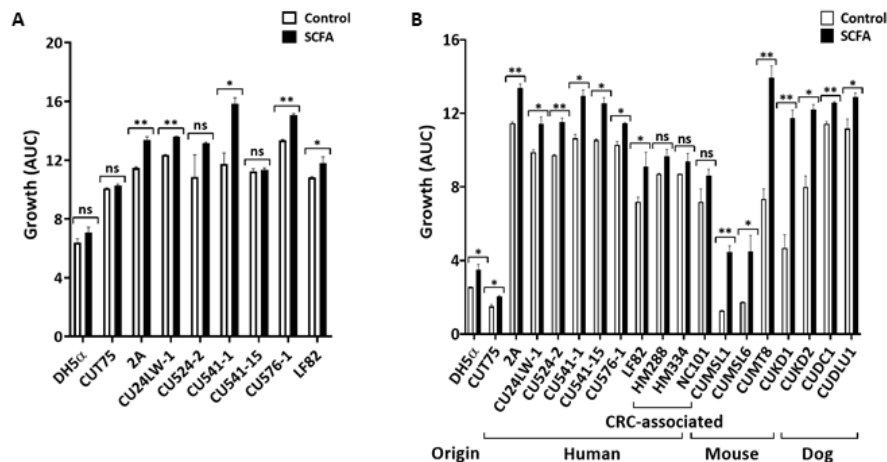 A
Control
SCFA
Growth (AUC)
20
16
12
8
4
0
ns
ns
**
**
ns
*
ns
**
*
DH5α
CUT75
2A
CU24LW-1
CU524-2
CU541-1
CU541-15
CU576-1
LF82
B
Control
SCFA
Growth (AUC)
16
12
8
4
0
*
*
**
*
**
*
*
*
*
ns
ns
ns
**
*
**
**
*
**
*
DH5α
CUT75
2A
CU24LW-1
CU524-2
CU541-1
CU541-15
CU576-1
LF82
HM288
HM334
NC101
CUMSL1
CUMSL6
CUMT8
CUKD1
CUKD2
CUDC1
CUDLU1
CRC-associated
Origin Human Mouse Dog